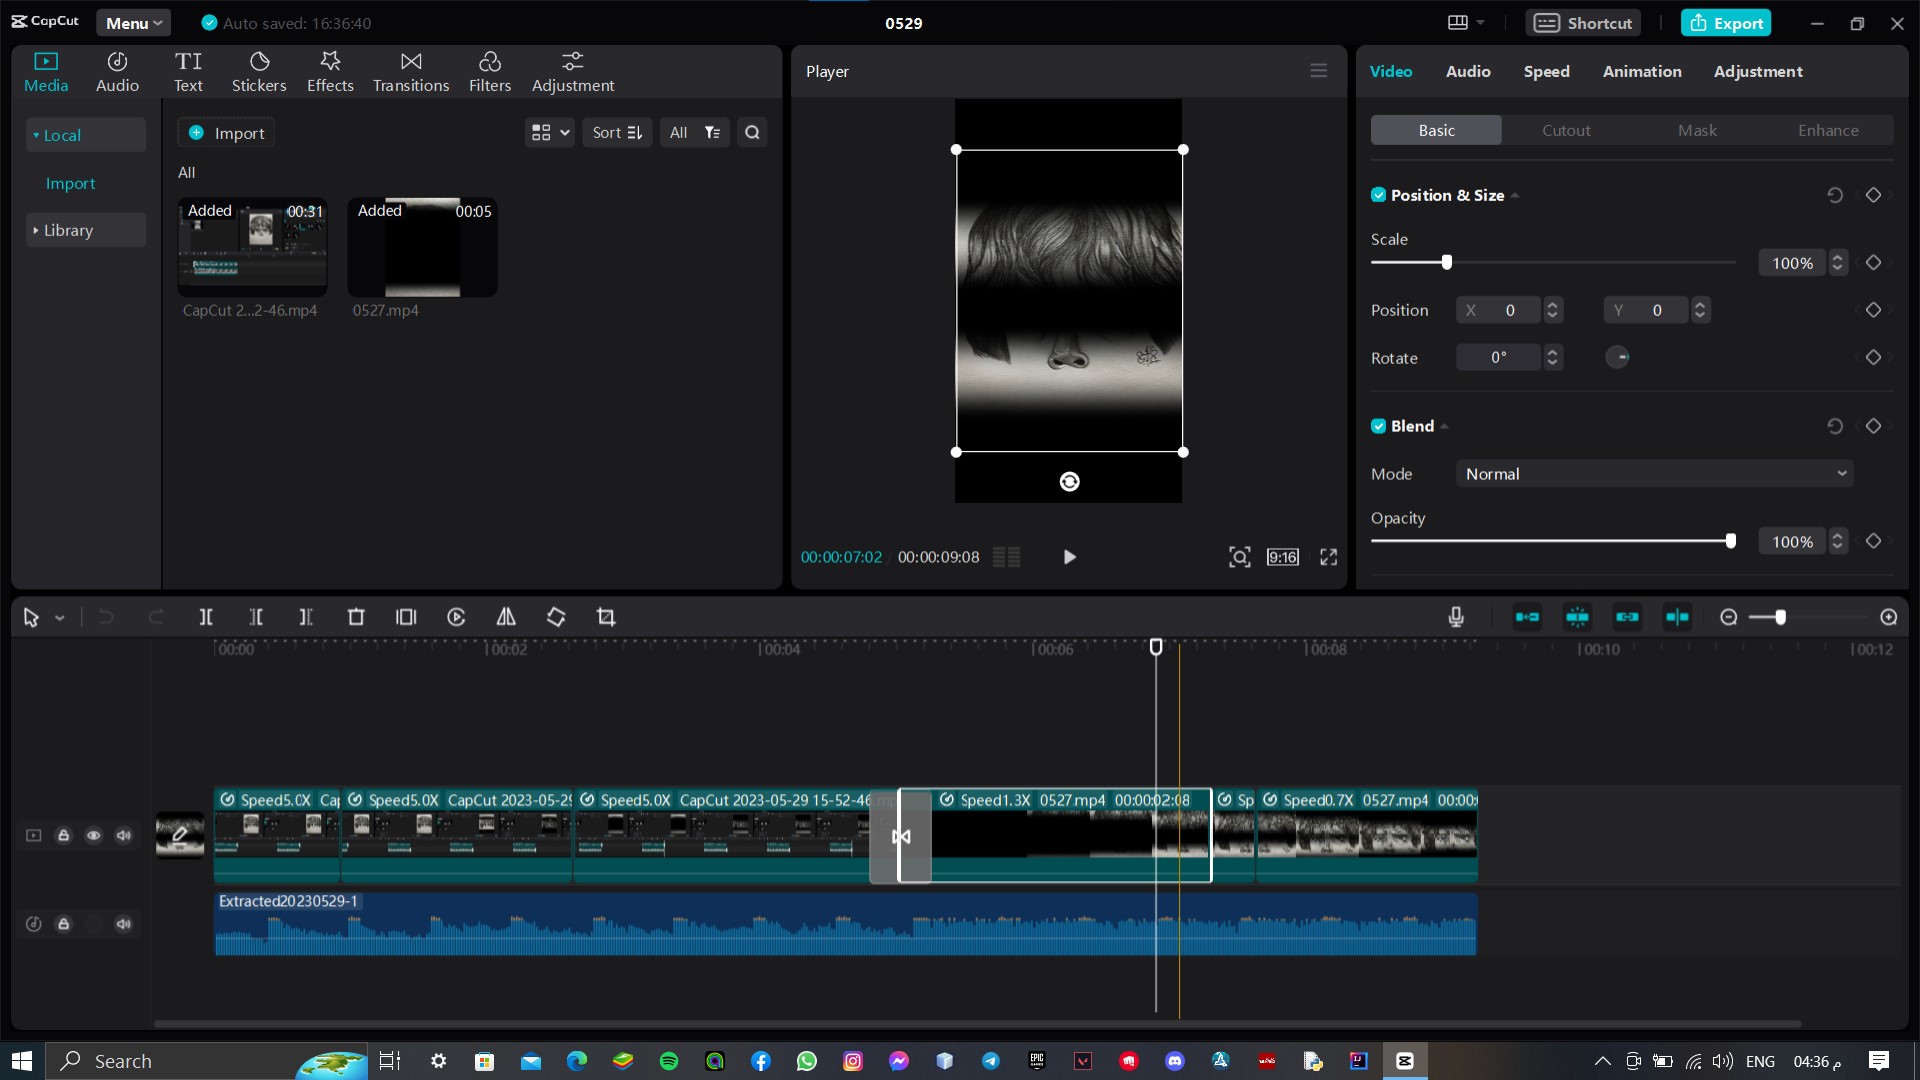 CapCut
Menu
Auto saved: 16:36:40
0529
Shortcut
Export
Media
Audio
Text
Stickers
Effects
Transitions
Filters
Adjustment
Player
Video
Audio
Speed
Animation
Adjustment
Local
Import
Library
Import
Sort
All
All
Added
00:31
CapCut 2...2-46.mp4
Added
00:05
0527.mp4
Basic
Cutout
Mask
Enhance
Position & Size
Scale
100%
Position
X 0
Y 0
Rotate
0°
Blend
Mode
Normal
Opacity
100%
00:00:07:02
00:00:09:08
9:16
00:00
00:02
00:04
00:06
00:08
00:10
00:12
Speed5.0X Ca
Speed5.0X CapCut 2023-05-29
Speed5.0X CapCut 2023-05-29 15-52-46.mp
Speed1.3X 0527.mp4 00:00:02:08
Sp
Speed0.7X 0527.mp4 00:00:
Extracted20230529-1
Search
EPIC GAMES
ENG
04:36 م